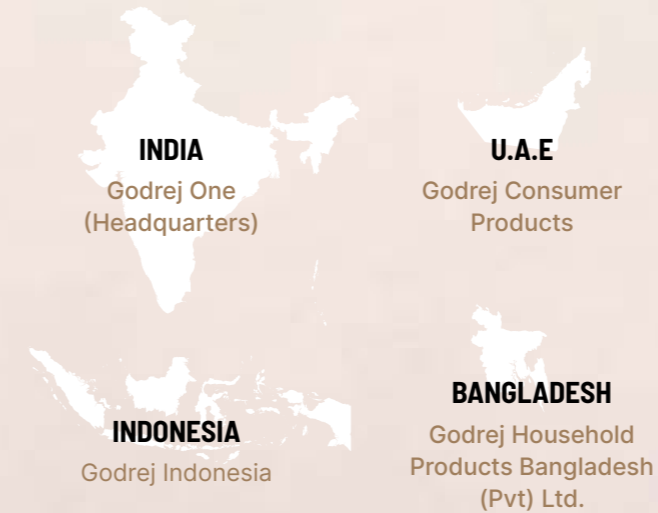 INDIA
Godrej One
(Headquarters)
U.A.E
Godrej Consumer
Products
INDONESIA
Godrej Indonesia
BANGLADESH
Godrej Household
Products Bangladesh
(Pvt) Ltd.